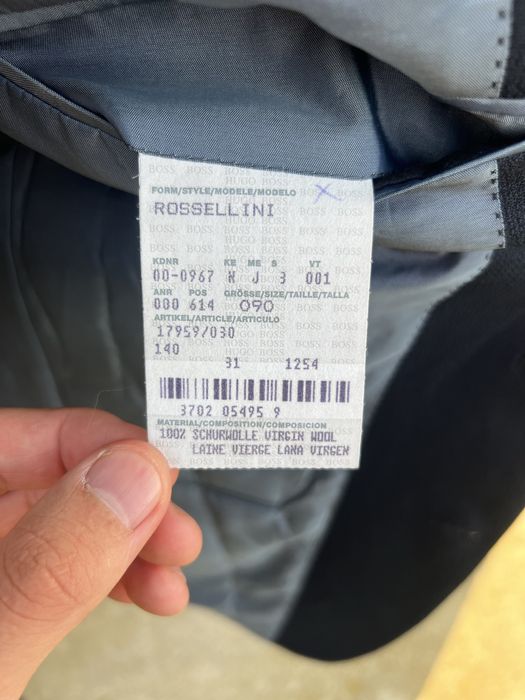 FORM/STYLE/MODELE/MODELO X
ROSSELLINI
KDNR KE ME S VT
00-0967 N J 3 001
ANR POS GRÖSSE/SIZE/TAILLE/TALLA
000 614 090
ARTIKEL/ARTICLE/ARTICULO
17959/030
140
31 1254
3702 05495 9
MATERIAL/COMPOSITION/COMPOSICION
100% SCHURWOLLE VIRGIN WOOL
LAINE VIERGE LANA VIRGEN